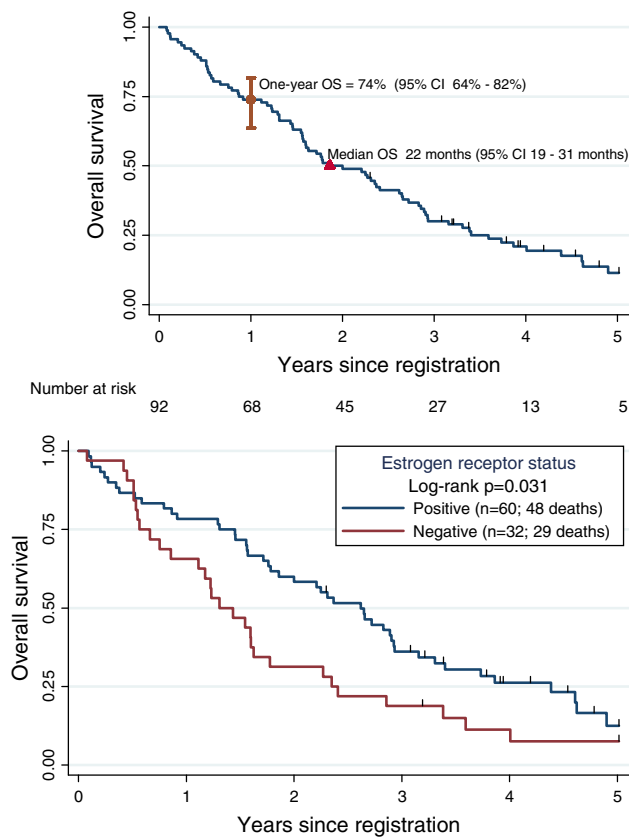 1.00
One-year OS = 74% (95% CI 64% - 82%)
0.75
Median OS 22 months (95% CI 19 - 31 months)
0.50
0.25
0.00
Overall survival
0 1 2 3 4 5
Years since registration
Number at risk
92 68 45 27 13 5
1.00
Estrogen receptor status
Log-rank p=0.031
Positive (n=60; 48 deaths)
Negative (n=32; 29 deaths)
0.75
0.50
0.25
0.00
Overall survival
0 1 2 3 4 5
Years since registration